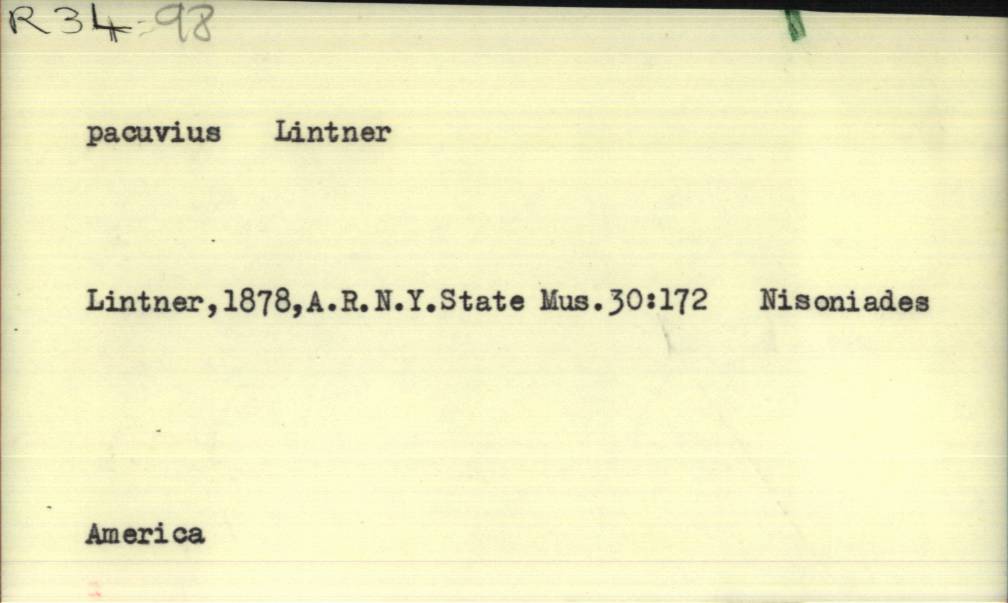 R34-98
pacuvius Lintner
Lintner,1878,A.R.N.Y.State Mus.30:172 Nisoniades
America